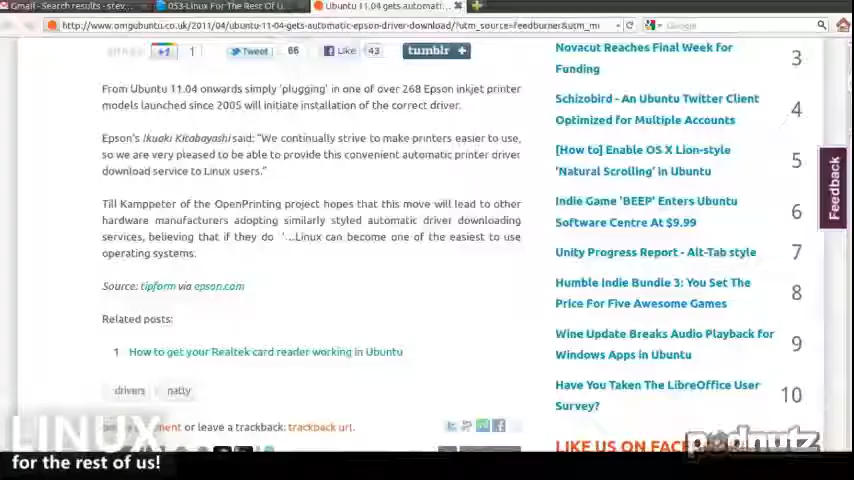 Gmail - Search results - stev...
053-Linux For The Rest Of U...
Ubuntu 11.04 gets automati...
http://www.omgubuntu.co.uk/2011/04/ubuntu-11-04-gets-automatic-epson-driver-download/?utm_source=feedburner&utm_m
Google
+1 1 Tweet 66 Like 43 tumblr +
From Ubuntu 11.04 onwards simply 'plugging' in one of over 268 Epson inkjet printer
models launched since 2005 will initiate installation of the correct driver.
Epson's Ikuaki Kitabayashi said: "We continually strive to make printers easier to use,
so we are very pleased to be able to provide this convenient automatic printer driver
download service to Linux users."
Till Kamppeter of the OpenPrinting project hopes that this move will lead to other
hardware manufacturers adopting similarly styled automatic driver downloading
services, believing that if they do '...Linux can become one of the easiest to use
operating systems.
Source: tipform via epson.com
Related posts:
1 How to get your Realtek card reader working in Ubuntu
drivers natty
or leave a trackback: trackback url.
Novacut Reaches Final Week for
Funding
3
Schizobird - An Ubuntu Twitter Client
Optimized for Multiple Accounts
4
[How to] Enable OS X Lion-style
'Natural Scrolling' in Ubuntu
5
Indie Game 'BEEP' Enters Ubuntu
Software Centre At $9.99
6
Unity Progress Report - Alt-Tab style 7
Humble Indie Bundle 3: You Set The
Price For Five Awesome Games
8
Wine Update Breaks Audio Playback for
Windows Apps in Ubuntu
9
Have You Taken The LibreOffice User
Survey?
10
LIKE US ON
Feedback
LINUX
for the rest of us!
podnutz